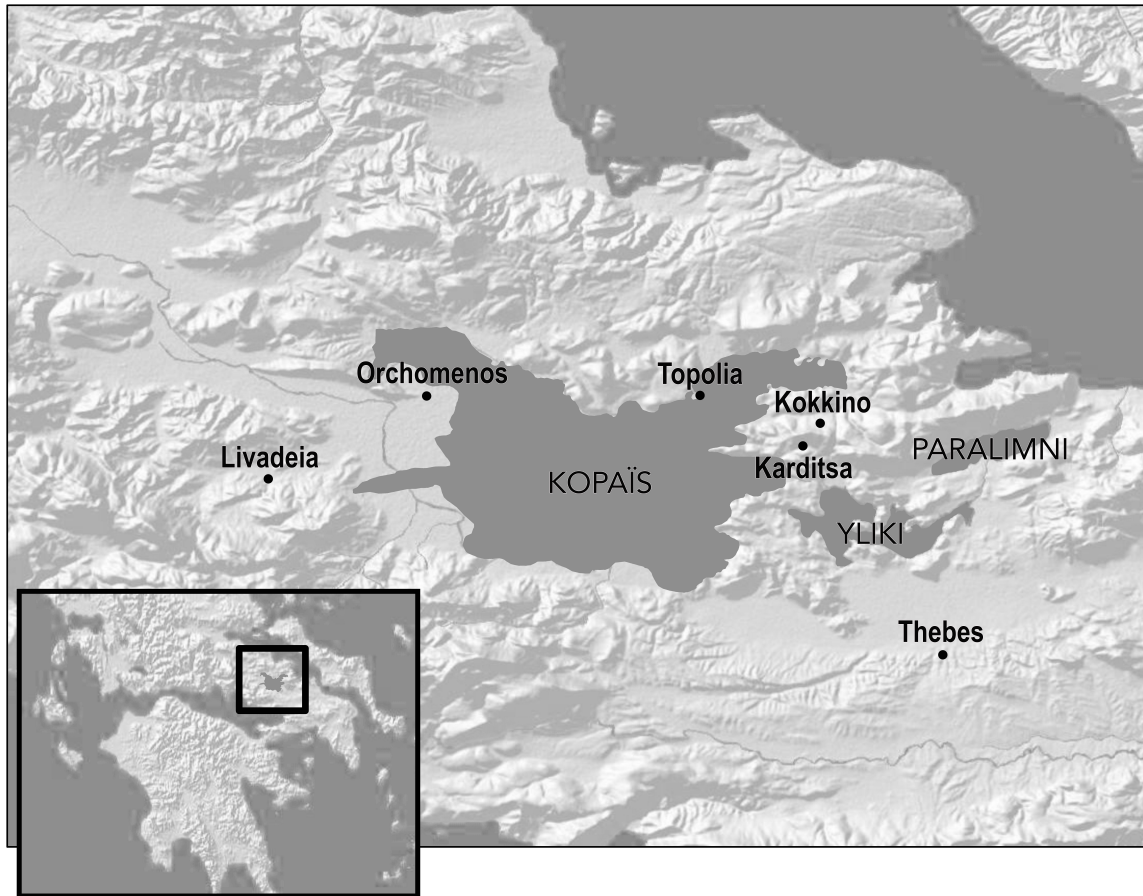 Orchomenos
Topolia
Kokkino
Livadeia
Karditsa
PARALIMNI
KOPAÏS
YLIKI
Thebes